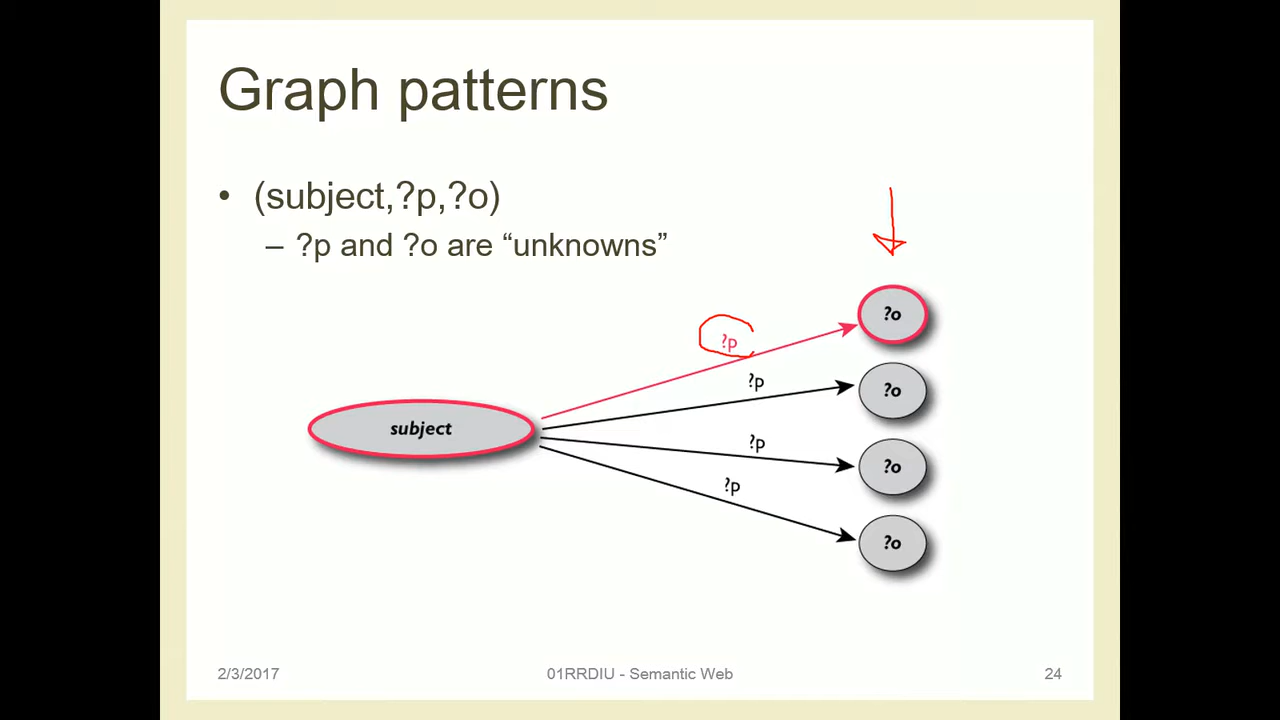 Graph patterns
• (subject,?p,?o)
– ?p and ?o are “unknowns”
?o
?p
?p
?o
subject
?p
?o
?p
?o
2/3/2017
01RRDIU - Semantic Web
24